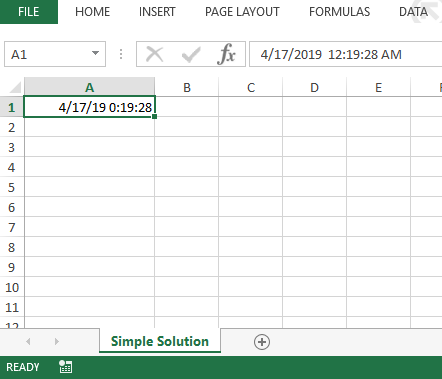 FILE HOME INSERT PAGE LAYOUT FORMULAS DATA
A1 fx 4/17/2019 12:19:28 AM
A B C D E
1 4/17/19 0:19:28
2
3
4
5
6
7
8
9
10
11
12
Simple Solution
READY